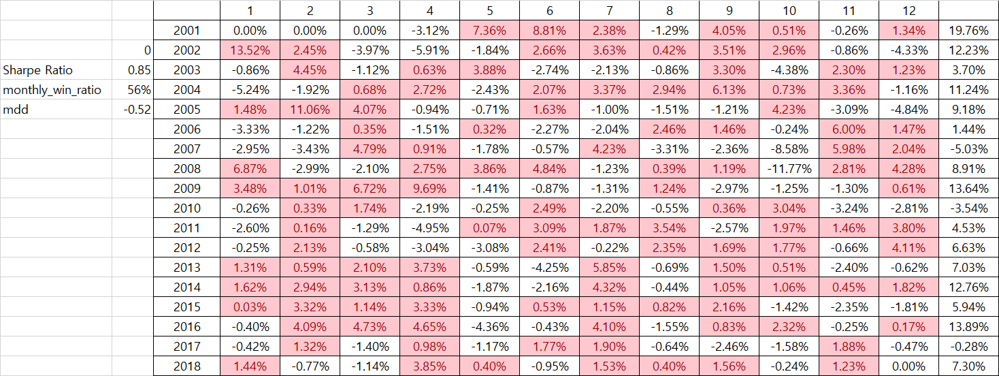 1 2 3 4 5 6 7 8 9 10 11 12
2001 0.00% 0.00% 0.00% -3.12% 7.36% 8.81% 2.38% -1.29% 4.05% 0.51% -0.26% 1.34% 19.76%
0 2002 13.52% 2.45% -3.97% -5.91% -1.84% 2.66% 3.63% 0.42% 3.51% 2.96% -0.86% -4.33% 12.23%
Sharpe Ratio 0.85 2003 -0.86% 4.45% -1.12% 0.63% 3.88% -2.74% -2.13% -0.86% 3.30% -4.38% 2.30% 1.23% 3.70%
monthly_win_ratio 56% 2004 -5.24% -1.92% 0.68% 2.72% -2.43% 2.07% 3.37% 2.94% 6.13% 0.73% 3.36% -1.16% 11.24%
mdd -0.52 2005 1.48% 11.06% 4.07% -0.94% -0.71% 1.63% -1.00% -1.51% -1.21% 4.23% -3.09% -4.84% 9.18%
2006 -3.33% -1.22% 0.35% -1.51% 0.32% -2.27% -2.04% 2.46% 1.46% -0.24% 6.00% 1.47% 1.44%
2007 -2.95% -3.43% 4.79% 0.91% -1.78% -0.57% 4.23% -3.31% -2.36% -8.58% 5.98% 2.04% -5.03%
2008 6.87% -2.99% -2.10% 2.75% 3.86% 4.84% -1.23% 0.39% 1.19% -11.77% 2.81% 4.28% 8.91%
2009 3.48% 1.01% 6.72% 9.69% -1.41% -0.87% -1.31% 1.24% -2.97% -1.25% -1.30% 0.61% 13.64%
2010 -0.26% 0.33% 1.74% -2.19% -0.25% 2.49% -2.20% -0.55% 0.36% 3.04% -3.24% -2.81% -3.54%
2011 -2.60% 0.16% -1.29% -4.95% 0.07% 3.09% 1.87% 3.54% -2.57% 1.97% 1.46% 3.80% 4.53%
2012 -0.25% 2.13% -0.58% -3.04% -3.08% 2.41% -0.22% 2.35% 1.69% 1.77% -0.66% 4.11% 6.63%
2013 1.31% 0.59% 2.10% 3.73% -0.59% -4.25% 5.85% -0.69% 1.50% 0.51% -2.40% -0.62% 7.03%
2014 1.62% 2.94% 3.13% 0.86% -1.87% -2.16% 4.32% -0.44% 1.05% 1.06% 0.45% 1.82% 12.76%
2015 0.03% 3.32% 1.14% 3.33% -0.94% 0.53% 1.15% 0.82% 2.16% -1.42% -2.35% -1.81% 5.94%
2016 -0.40% 4.09% 4.73% 4.65% -4.36% -0.43% 4.10% -1.55% 0.83% 2.32% -0.25% 0.17% 13.89%
2017 -0.42% 1.32% -1.40% 0.98% -1.17% 1.77% 1.90% -0.64% -2.46% -1.58% 1.88% -0.47% -0.28%
2018 1.44% -0.77% -1.14% 3.85% 0.40% -0.95% 1.53% 0.40% 1.56% -0.24% 1.23% 0.00% 7.30%